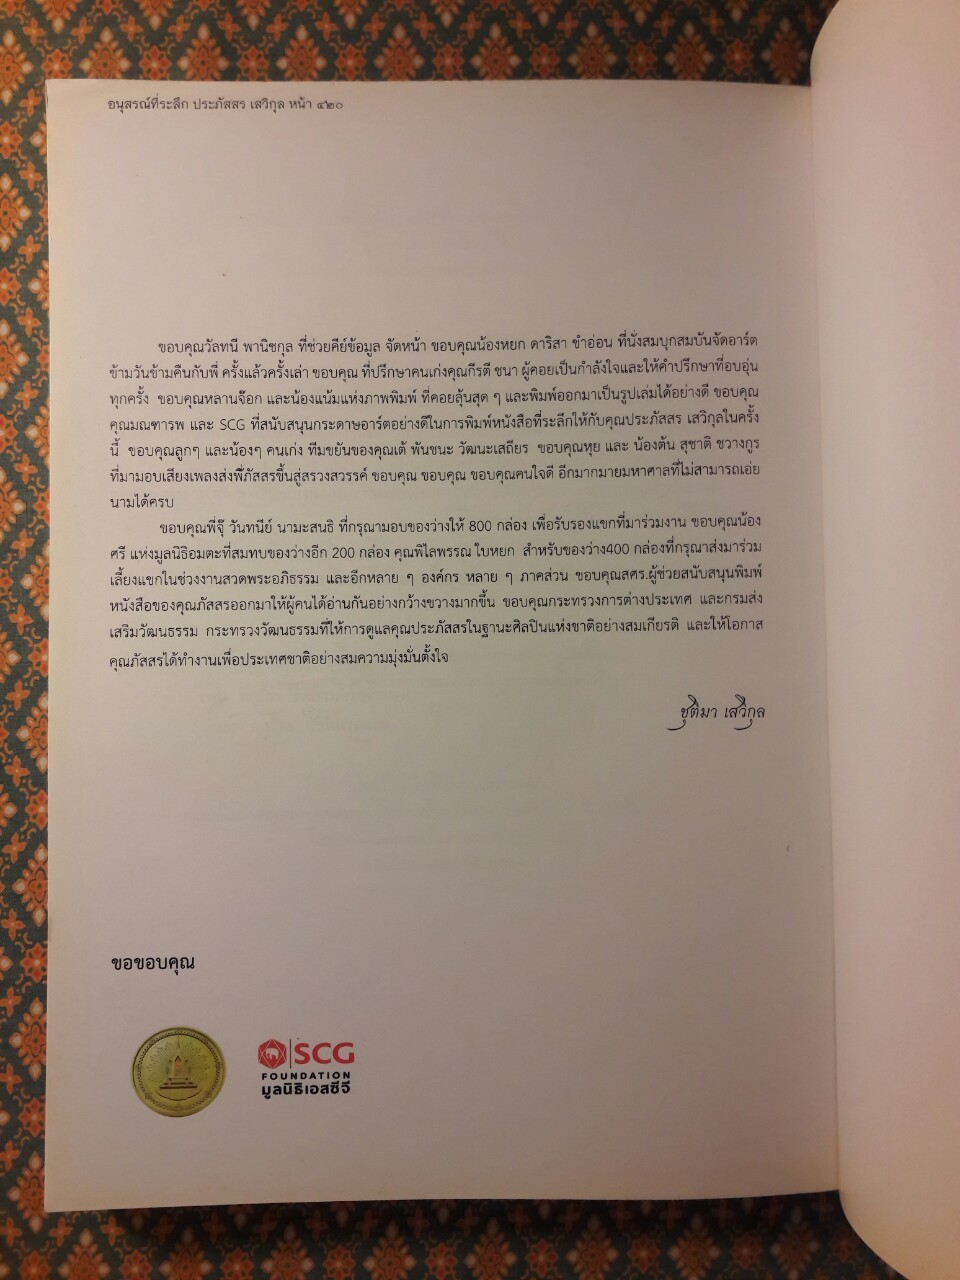 อนุสรณ์ที่ระลึก ประภัสสร เสวิกุล หน้า ๔๒๐
ขอบคุณวัลทนี พานิชกุล ที่ช่วยคีย์ข้อมูล จัดหน้า ขอบคุณน้องหยก ดาริสา ขำอ่อน ที่นั่งสมบุกสมบันจัดอาร์ต
ข้ามวันข้ามคืนกับพี่ ครั้งแล้วครั้งเล่า ขอบคุณ ที่ปรึกษาคนเก่งคุณกีรตี ชนา ผู้คอยเป็นกำลังใจและให้คำปรึกษาที่อบอุ่น
ทุกครั้ง ขอบคุณหลานจ๊อก และน้องแน้มแห่งภาพพิมพ์ ที่คอยลุ้นสุด ๆ และพิมพ์ออกมาเป็นรูปเล่มได้อย่างดี ขอบคุณ
คุณมณฑารพ และ SCG ที่สนับสนุนกระดาษอาร์ตอย่างดีในการพิมพ์หนังสือที่ระลึกให้กับคุณประภัสสร เสวิกุลในครั้ง
นี้ ขอบคุณลูกๆ และน้องๆ คนเก่ง ทีมขยันของคุณเต้ พันชนะ วัฒนะเสถียร ขอบคุณหุย และ น้องต้น สุชาติ ชวางกูร
ที่มามอบเสียงเพลงส่งพี่ภัสสรขึ้นสู่สรวงสวรรค์ ขอบคุณ ขอบคุณ ขอบคุณคนใจดี อีกมากมายมหาศาลที่ไม่สามารถเอ่ย
นามได้ครบ
ขอบคุณพี่จุ๊ วันทนีย์ นามะสนธิ ที่กรุณามอบของว่างให้ 800 กล่อง เพื่อรับรองแขกที่มาร่วมงาน ขอบคุณน้อง
ศรี แห่งมูลนิธิอมตะที่สมทบของว่างอีก 200 กล่อง คุณพิไลพรรณ ใบหยก สำหรับของว่าง400 กล่องที่กรุณาส่งมาร่วม
เลี้ยงแขกในช่วงงานสวดพระอภิธรรม และอีกหลาย ๆ องค์กร หลาย ๆ ภาคส่วน ขอบคุณสศร.ผู้ช่วยสนับสนุนพิมพ์
หนังสือของคุณภัสสรออกมาให้ผู้คนได้อ่านกันอย่างกว้างขวางมากขึ้น ขอบคุณกระทรวงการต่างประเทศ และกรมส่ง
เสริมวัฒนธรรม กระทรวงวัฒนธรรมที่ให้การดูแลคุณประภัสสรในฐานะศิลปินแห่งชาติอย่างสมเกียรติ และให้โอกาส
คุณภัสสรได้ทำงานเพื่อประเทศชาติอย่างสมความมุ่งมั่นตั้งใจ
ชุติมา เสวิกุล
ขอขอบคุณ
SCG
FOUNDATION
มูลนิธิเอสซีจี